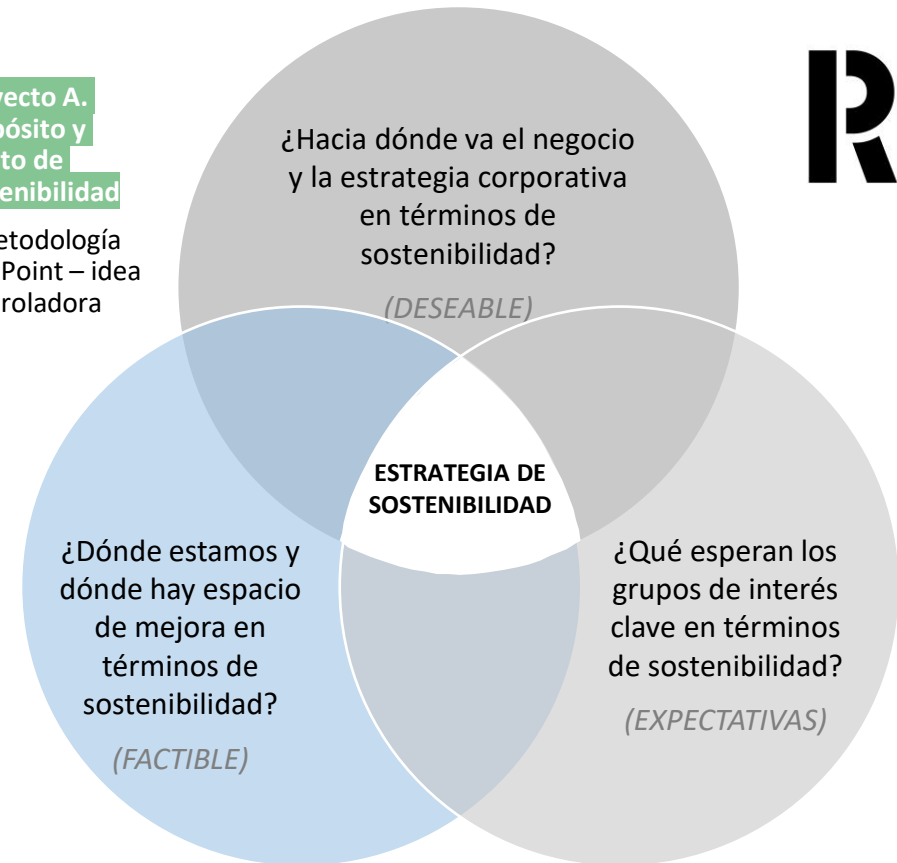 yecto A.
pósito y
to de
tenibilidad
etodología
Point – idea
roladora
¿Hacia dónde va el negocio
y la estrategia corporativa
en términos de
sostenibilidad?
(DESEABLE)
R
ESTRATEGIA DE
SOSTENIBILIDAD
¿Dónde estamos y
dónde hay espacio
de mejora en
términos de
sostenibilidad?
(FACTIBLE)
¿Qué esperan los
grupos de interés
clave en términos
de sostenibilidad?
(EXPECTATIVAS)